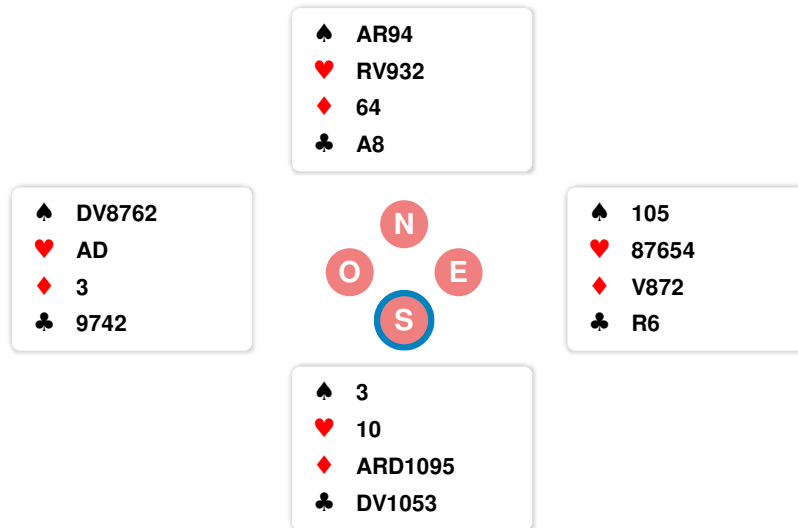 ♠ AR94
♥ RV932
♦ 64
♣ A8
♠ DV8762
♥ AD
♦ 3
♣ 9742
N
O E
S
♠ 105
♥ 87654
♦ V872
♣ R6
♠ 3
♥ 10
♦ ARD1095
♣ DV1053